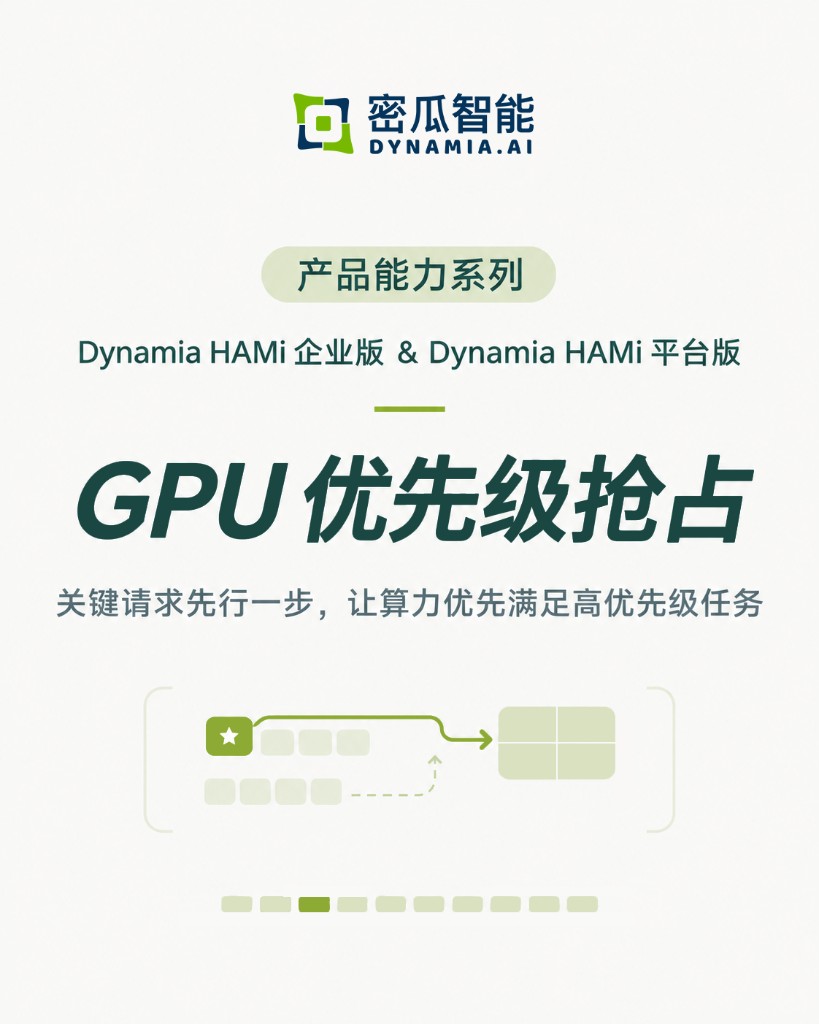 密瓜智能
DYNAMIA.AI
产品能力系列
Dynamia HAMi 企业版 & Dynamia HAMi 平台版
GPU 优先级抢占
关键请求先行一步，让算力优先满足高优先级任务